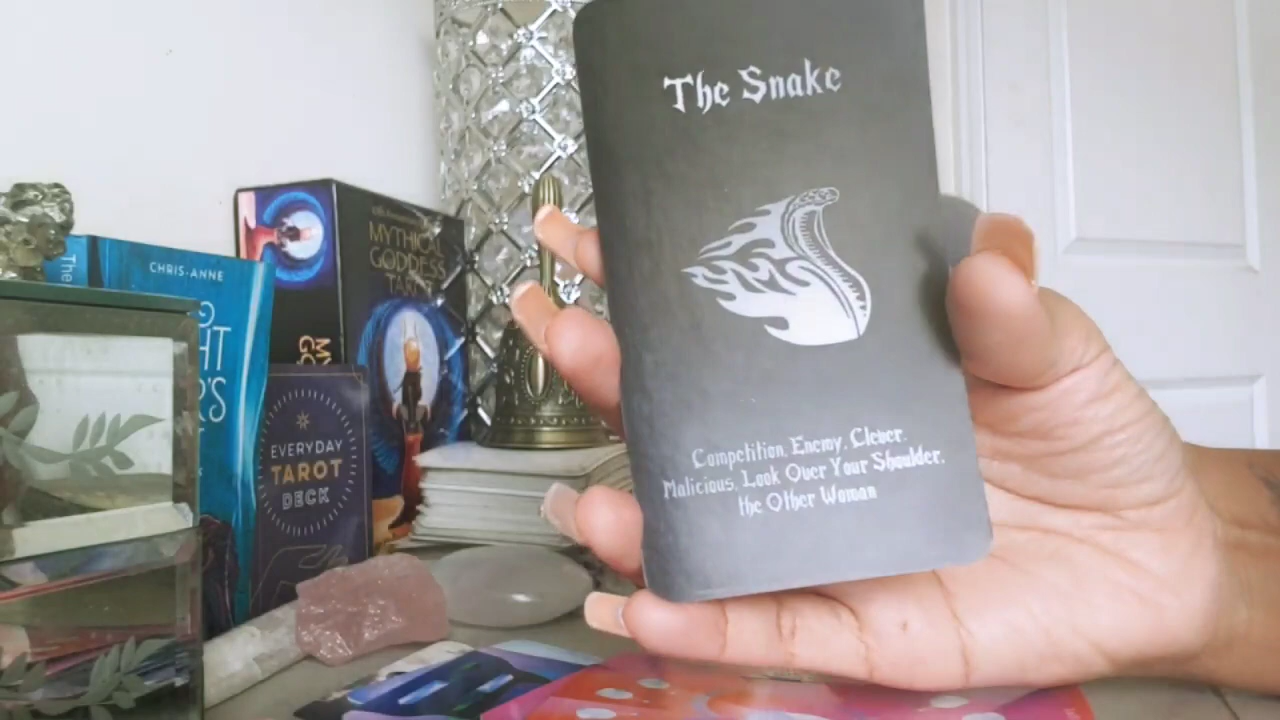 The Snake
Competition, Enemy, Clever,
Malicious, Look Over Your Shoulder,
the Other Woman
The
CHRIS-ANNE
MYTHICAL
GODDESS
TAROT
EVERYDAY
TAROT
DECK